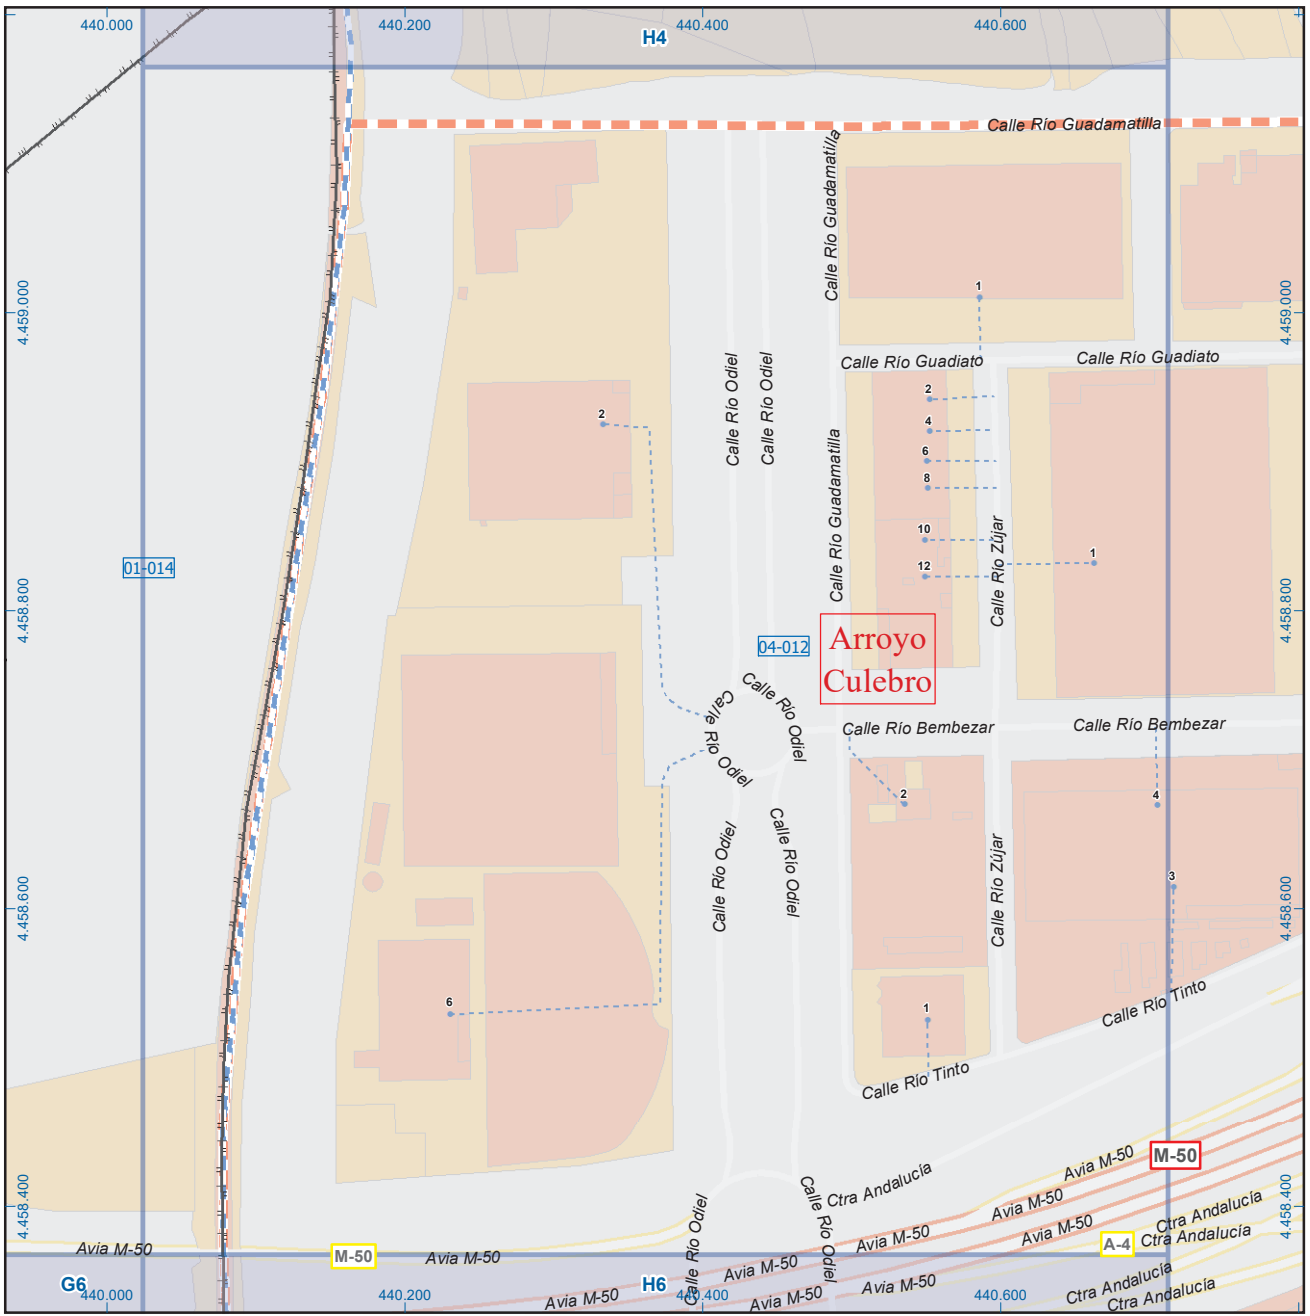 440.000
440.200
440.400
440.600
H4
Calle Río Guadamatilla
Calle Río Guadamatilla
1
4.459.000
4.459.000
Calle Río Guadiato
Calle Río Guadiato
Calle Río Odiel
Calle Río Odiel
2
2
4
6
8
10
12
1
Calle Río Guadamatilla
Calle Río Zújar
01-014
4.458.800
4.458.800
04-012
Arroyo
Culebro
Calle Río Odiel
Calle Río Odiel
Calle Río Bembezar
Calle Río Bembezar
2
4
Calle Río Odiel
Calle Río Odiel
Calle Río Zújar
3
4.458.600
4.458.600
6
1
Calle Río Tinto
Calle Río Tinto
M-50
Avia M-50
Ctra Andalucía
Avia M-50
Avia M-50
Avia M-50
4.458.400
4.458.400
Ctra Andalucía
Ctra Andalucía
A-4
Calle Río Odiel
Calle Río Odiel
Avia M-50
M-50
Avia M-50
Avia M-50
Avia M-50
Ctra Andalucía
Ctra Andalucía
G6
H6
Avia M-50
Avia M-50
440.000
440.200
440.400
440.600